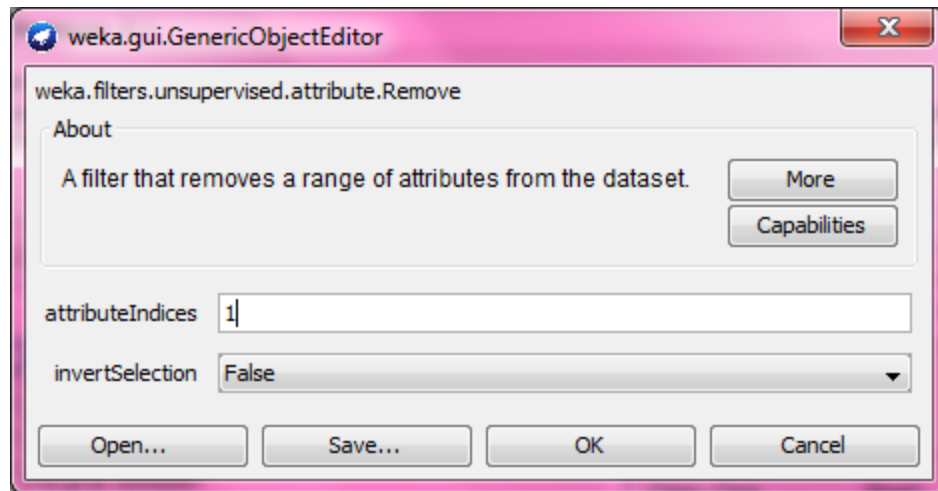 weka.gui.GenericObjectEditor
weka.filters.unsupervised.attribute.Remove
About
A filter that removes a range of attributes from the dataset.
More
Capabilities
attributeIndices 1
invertSelection False
Open... Save... OK Cancel